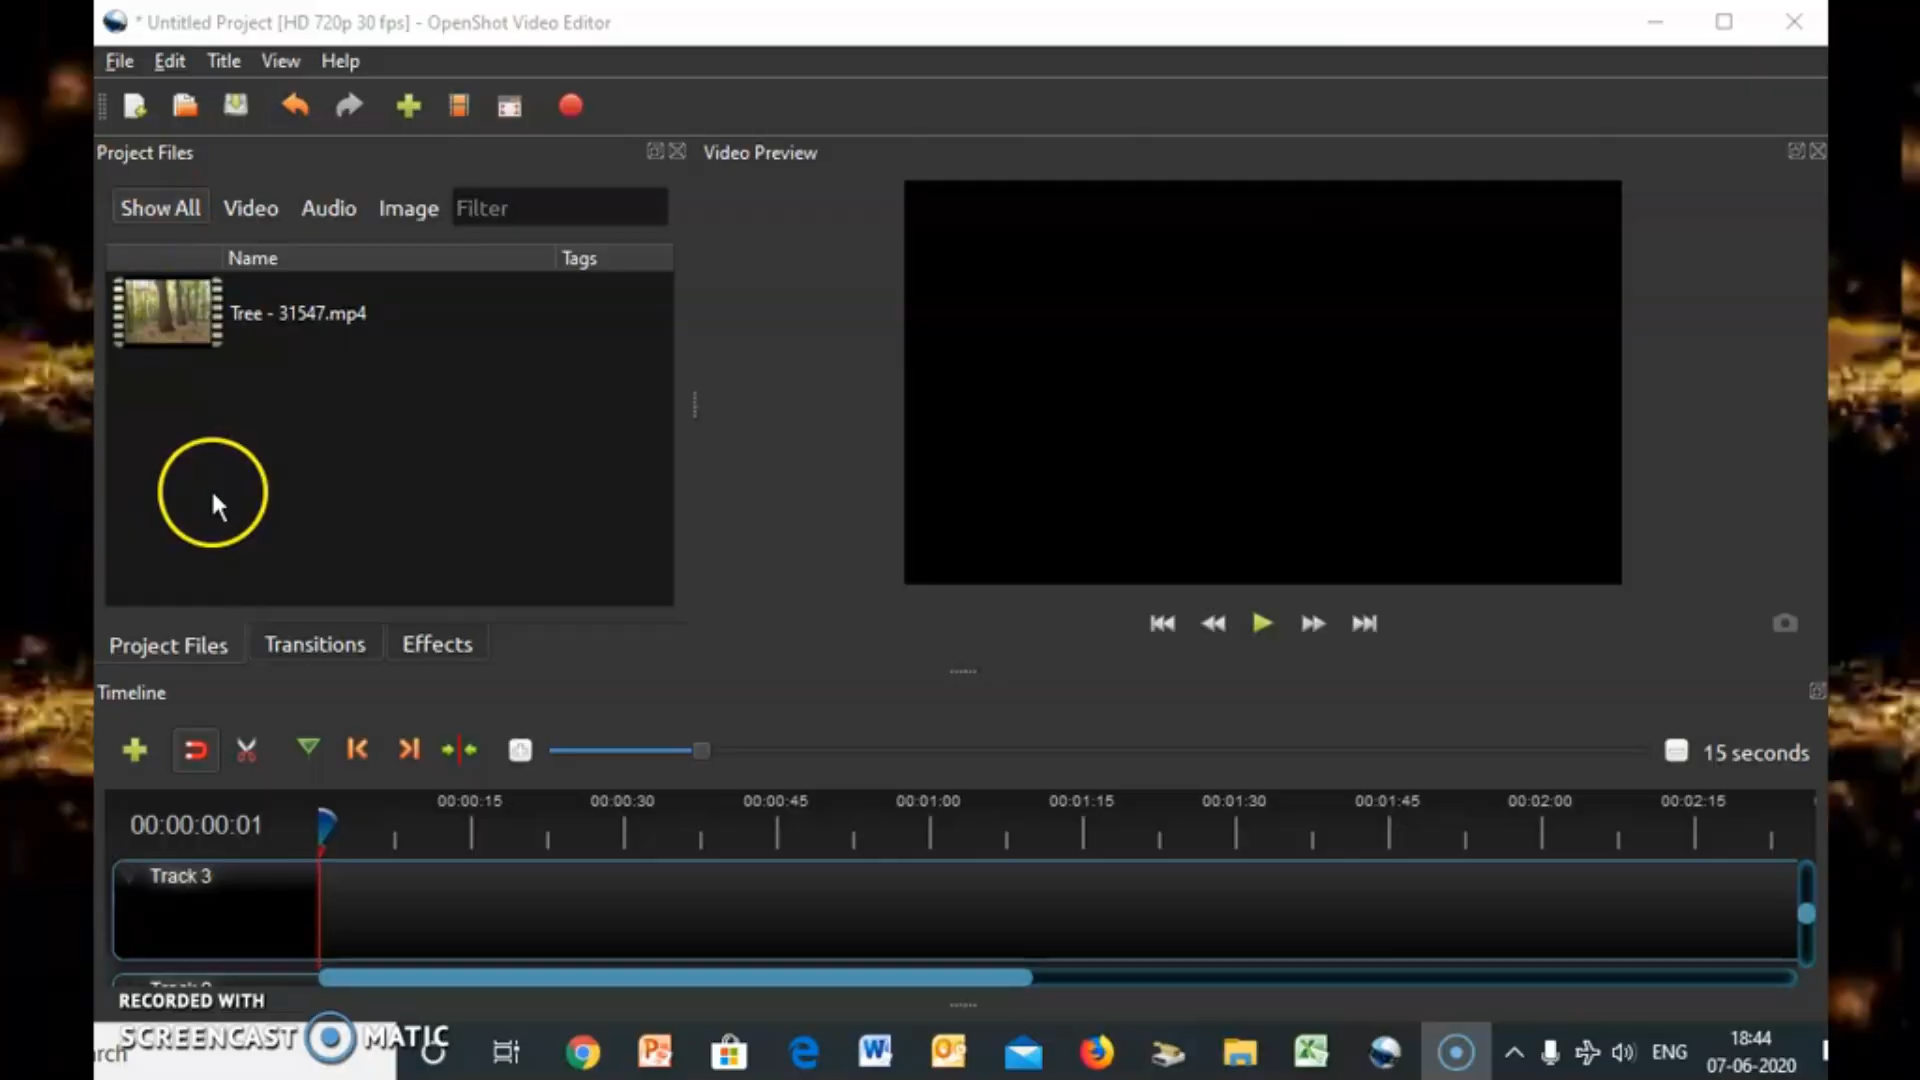 * Untitled Project [HD 720p 30 fps] - OpenShot Video Editor
File Edit Title View Help
Project Files
Video Preview
Show All Video Audio Image Filter
Name Tags
Tree - 31547.mp4
Project Files Transitions Effects
Timeline
15 seconds
00:00:15 00:00:30 00:00:45 00:01:00 00:01:15 00:01:30 00:01:45 00:02:00 00:02:15
00:00:00:01
Track 3
RECORDED WITH
SCREENCAST MATIC
arch
ENG
18:44
07-06-2020